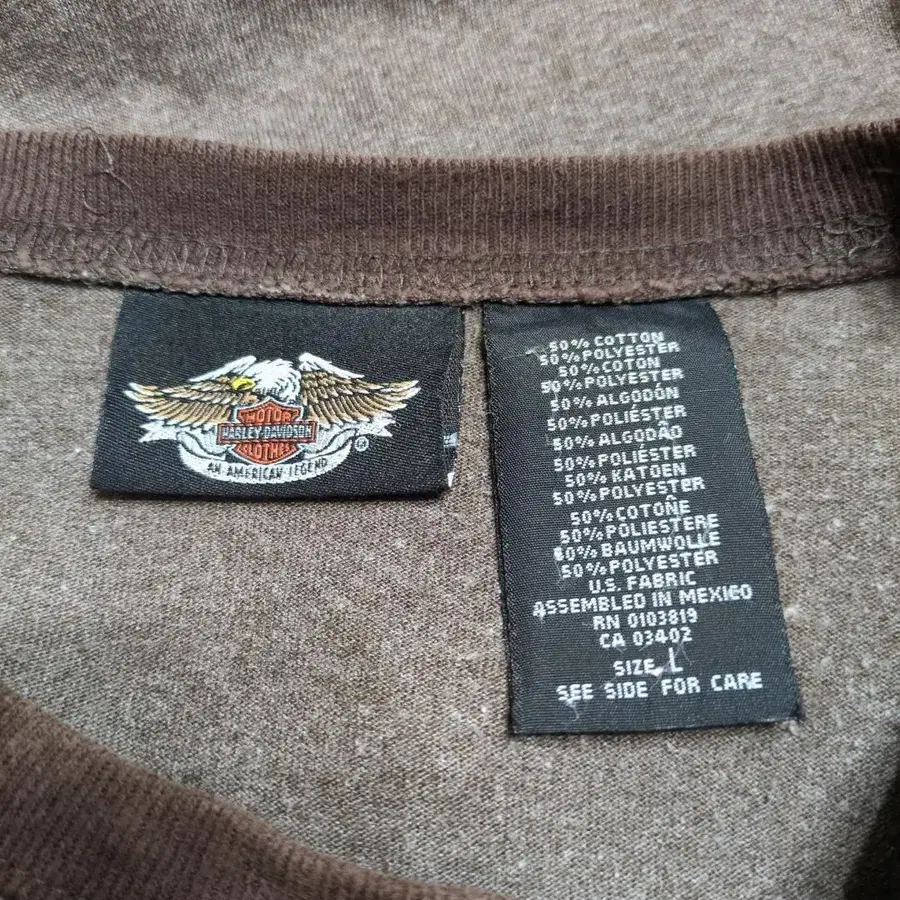 MOTOR
HARLEY-DAVIDSON
CLOTHES
®
AN AMERICAN LEGEND
50% COTTON
50% POLYESTER
50% COTON
50% POLYESTER
50% ALGODÓN
50% POLIÉSTER
50% ALGODÃO
50% POLIÉSTER
50% KATOEN
50% POLYESTER
50% COTOÑE
50% POLIESTERE
50% BAUMWOLLE
50% POLYESTER
U.S. FABRIC
ASSEMBLED IN MEXICO
RN 0103819
CA 03402
SIZE L
SEE SIDE FOR CARE